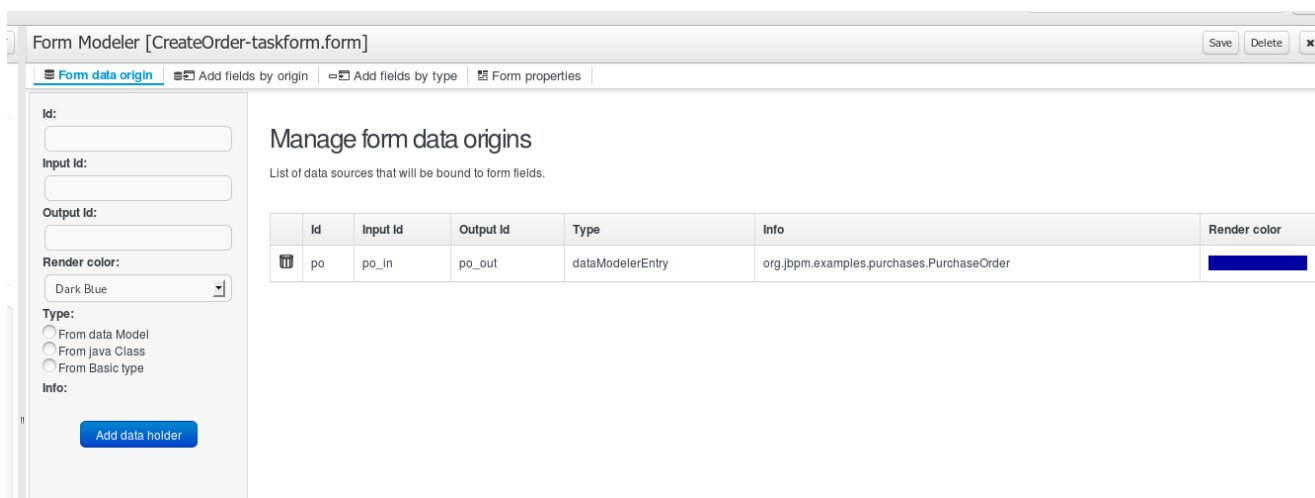 Form Modeler [CreateOrder-taskform.form]
Save Delete
Form data origin Add fields by origin Add fields by type Form properties
Id:
Input Id:
Output Id:
Render color:
Dark Blue
Type:
From data Model
From java Class
From Basic type
Info:
Add data holder
Manage form data origins
List of data sources that will be bound to form fields.
Id Input Id Output Id Type Info Render color
po po_in po_out dataModelerEntry org.jbpm.examples.purchases.PurchaseOrder